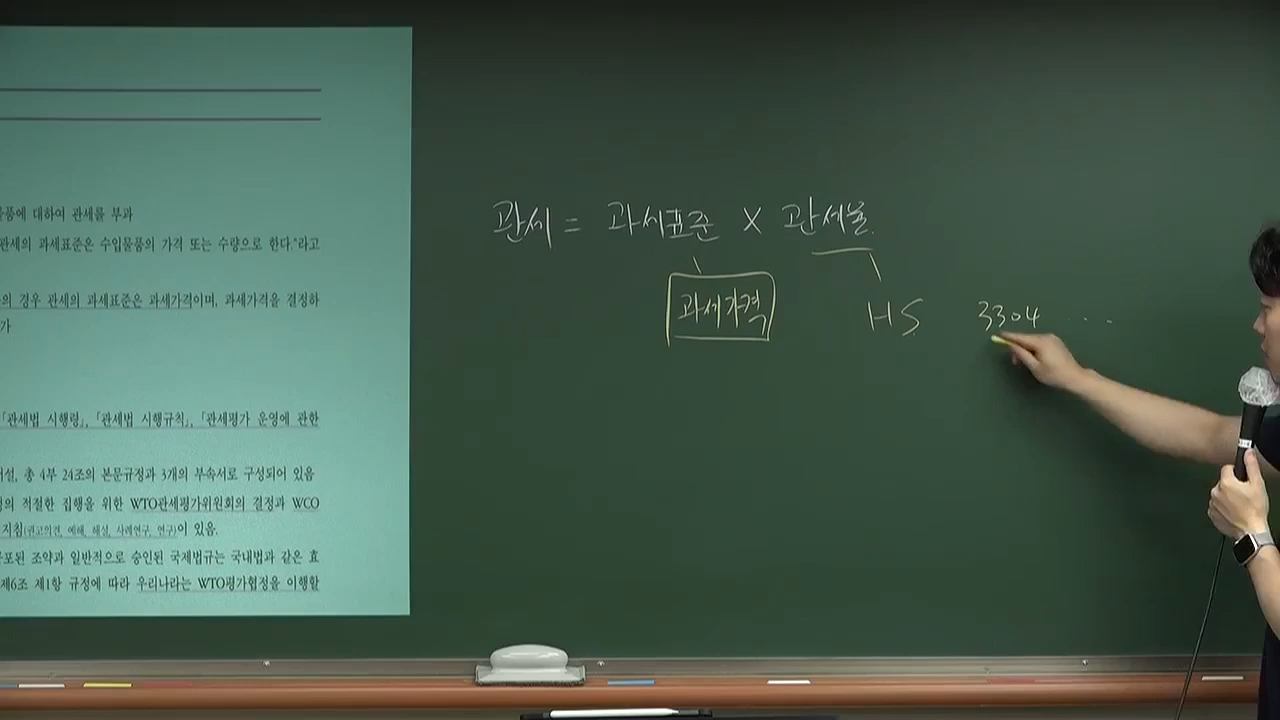 물품에 대하여 관세를 부과
관세의 과세표준은 수입물품의 가격 또는 수량으로 한다."라고
의 경우 관세의 과세표준은 과세가격이며, 과세가격을 결정하
가
「관세법 시행령」, 「관세법 시행규칙」, 「관세평가 운영에 관한
서설, 총 4부 24조의 본문규정과 3개의 부속서로 구성되어 있음
정의 적절한 집행을 위한 WTO관세평가위원회의 결정과 WCO
지침(권고의견, 예해, 해설, 사례연구, 연구)이 있음.
공포된 조약과 일반적으로 승인된 국제법규는 국내법과 같은 효
제6조 제1항 규정에 따라 우리나라는 WTO평가협정을 이행할
관세 = 과세표준 X 관세율.
과세가격
HS 3304 ....